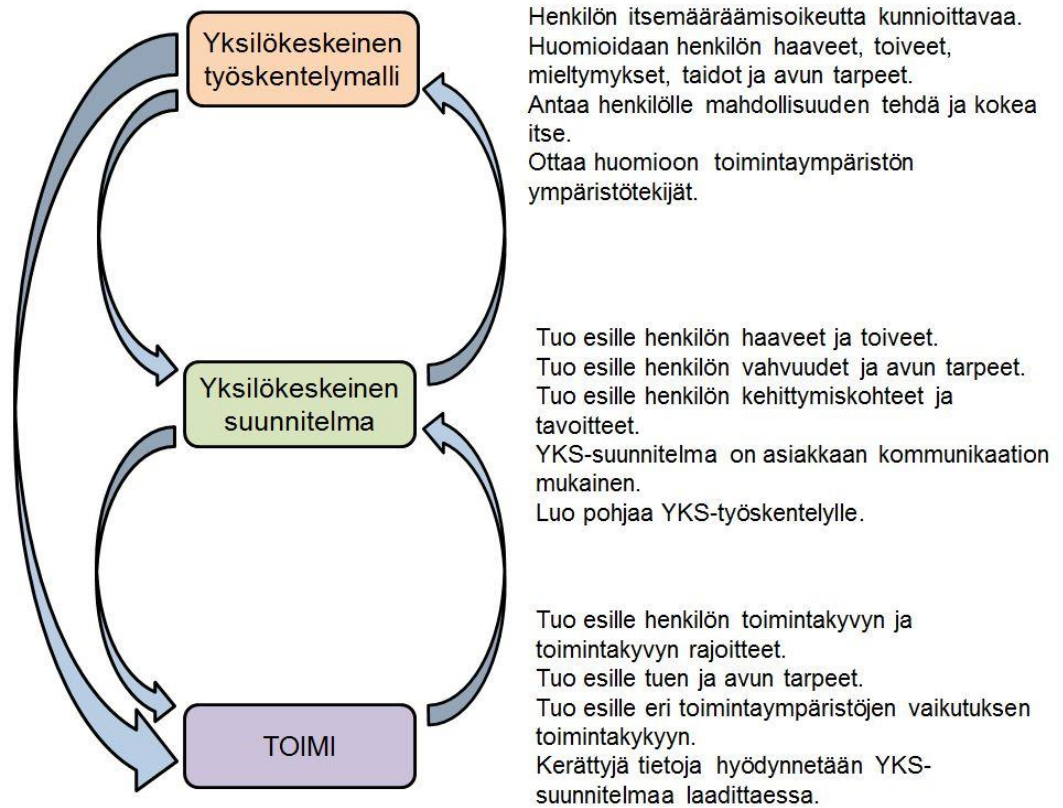 Yksilökeskeinen
työskentelymalli
Henkilön itsemääräämisoikeutta kunnioittavaa.
Huomioidaan henkilön haaveet, toiveet,
mieltymykset, taidot ja avun tarpeet.
Antaa henkilölle mahdollisuuden tehdä ja kokea
itse.
Ottaa huomioon toimintaympäristön
ympäristötekijät.
Yksilökeskeinen
suunnitelma
Tuo esille henkilön haaveet ja toiveet.
Tuo esille henkilön vahvuudet ja avun tarpeet.
Tuo esille henkilön kehittymiskohteet ja
tavoitteet.
YKS-suunnitelma on asiakkaan kommunikaation
mukainen.
Luo pohjaa YKS-työskentelylle.
TOIMI
Tuo esille henkilön toimintakyvyn ja
toimintakyvyn rajoitteet.
Tuo esille tuen ja avun tarpeet.
Tuo esille eri toimintaympäristöjen vaikutuksen
toimintakykyyn.
Kerättyjä tietoja hyödynnetään YKS-
suunnitelmaa laadittaessa.